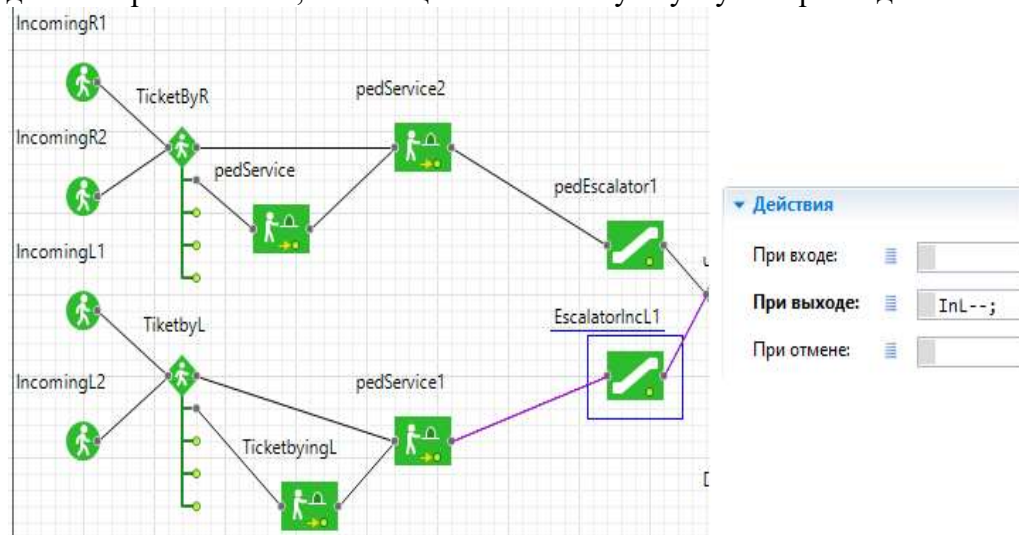 IncomingR1
TicketByR
pedService2
IncomingR2
pedService
pedEscalator1
IncomingL1
TiketbyL
EscalatorIncL1
IncomingL2
pedService1
TicketbyingL
Действия
При входе:
При выходе:
InL--;
При отмене: